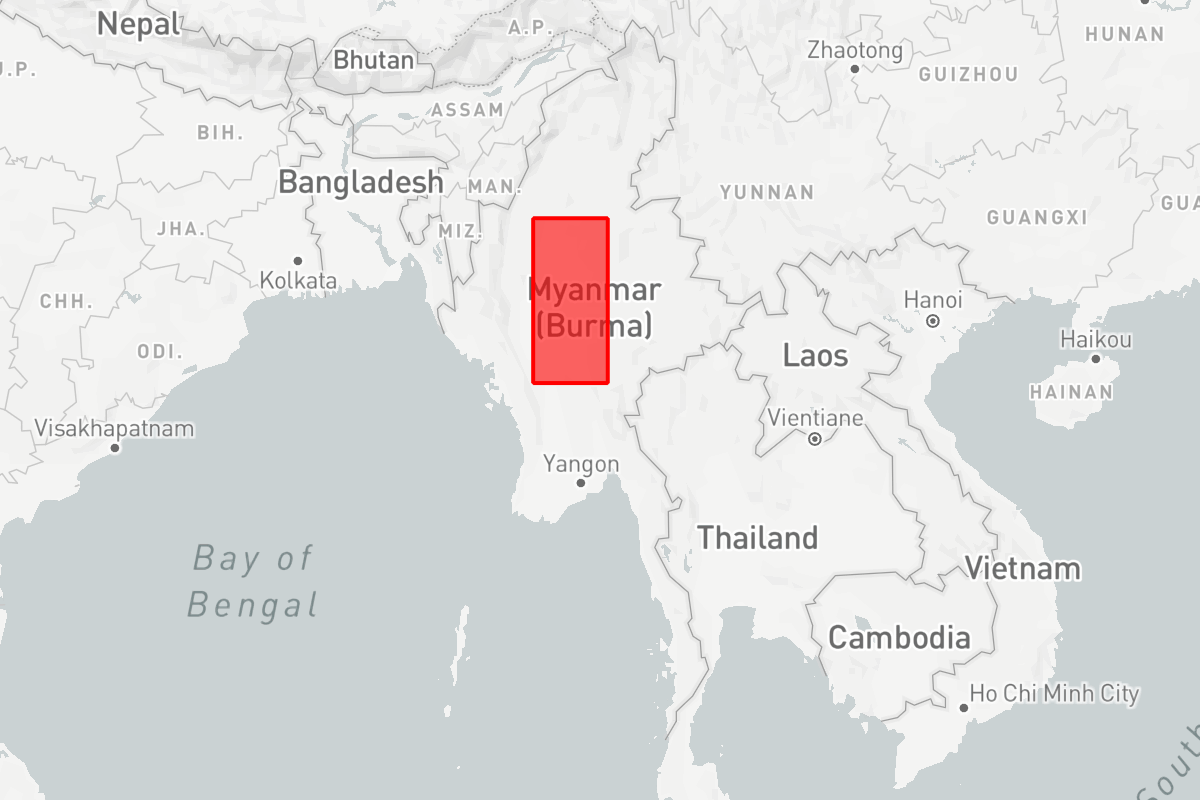 Nepal
A.P.
HUNAN
Zhaotong
Bhutan
J.P.
GUIZHOU
ASSAM
BIH.
Bangladesh
MAN.
YUNNAN
GUA
GUANGXI
JHA.
MIZ.
Kolkata
Myanmar
(Burma)
CHH.
Hanoi
Haikou
ODI.
Laos
HAINAN
Visakhapatnam
Vientiane
Yangon
Thailand
Bay of
Bengal
Vietnam
Cambodia
Ho Chi Minh City
South